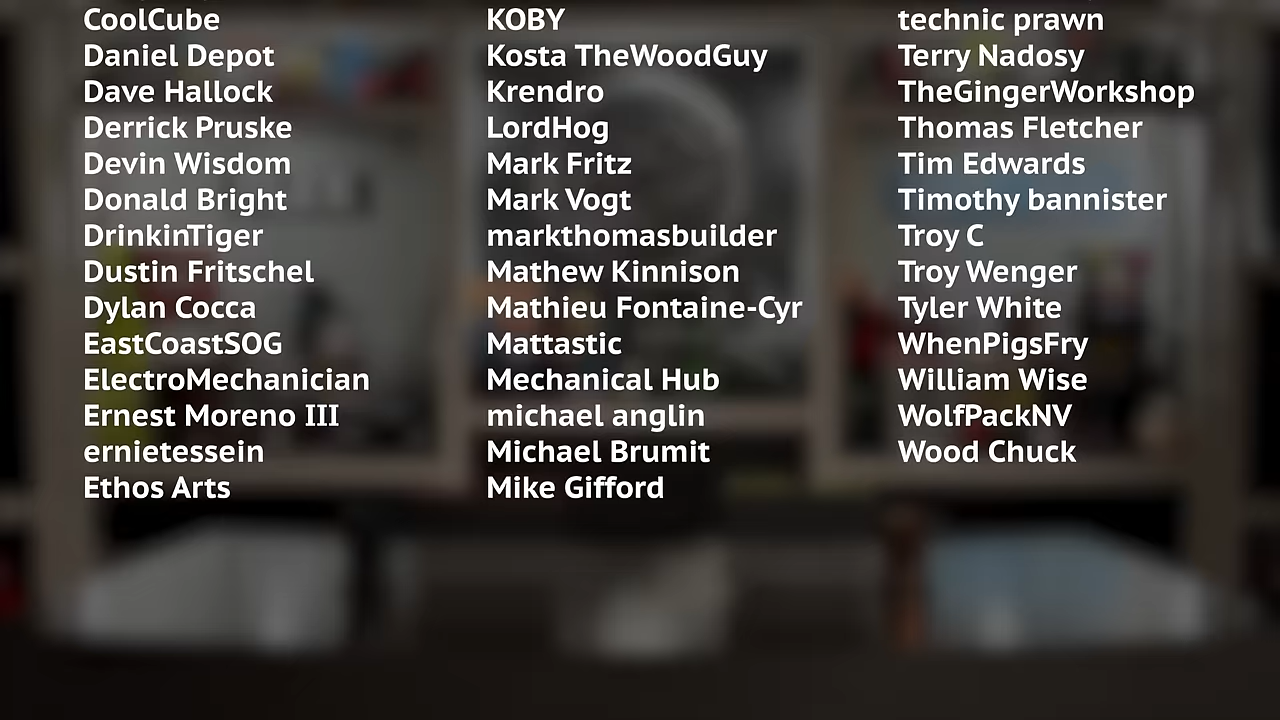 CoolCube
Daniel Depot
Dave Hallock
Derrick Pruske
Devin Wisdom
Donald Bright
DrinkinTiger
Dustin Fritschel
Dylan Cocca
EastCoastSOG
ElectroMechanician
Ernest Moreno III
ernietessein
Ethos Arts
KOBY
Kosta TheWoodGuy
Krendro
LordHog
Mark Fritz
Mark Vogt
markthomasbuilder
Mathew Kinnison
Mathieu Fontaine-Cyr
Mattastic
Mechanical Hub
michael anglin
Michael Brumit
Mike Gifford
technic prawn
Terry Nadosy
TheGingerWorkshop
Thomas Fletcher
Tim Edwards
Timothy bannister
Troy C
Troy Wenger
Tyler White
WhenPigsFry
William Wise
WolfPackNV
Wood Chuck